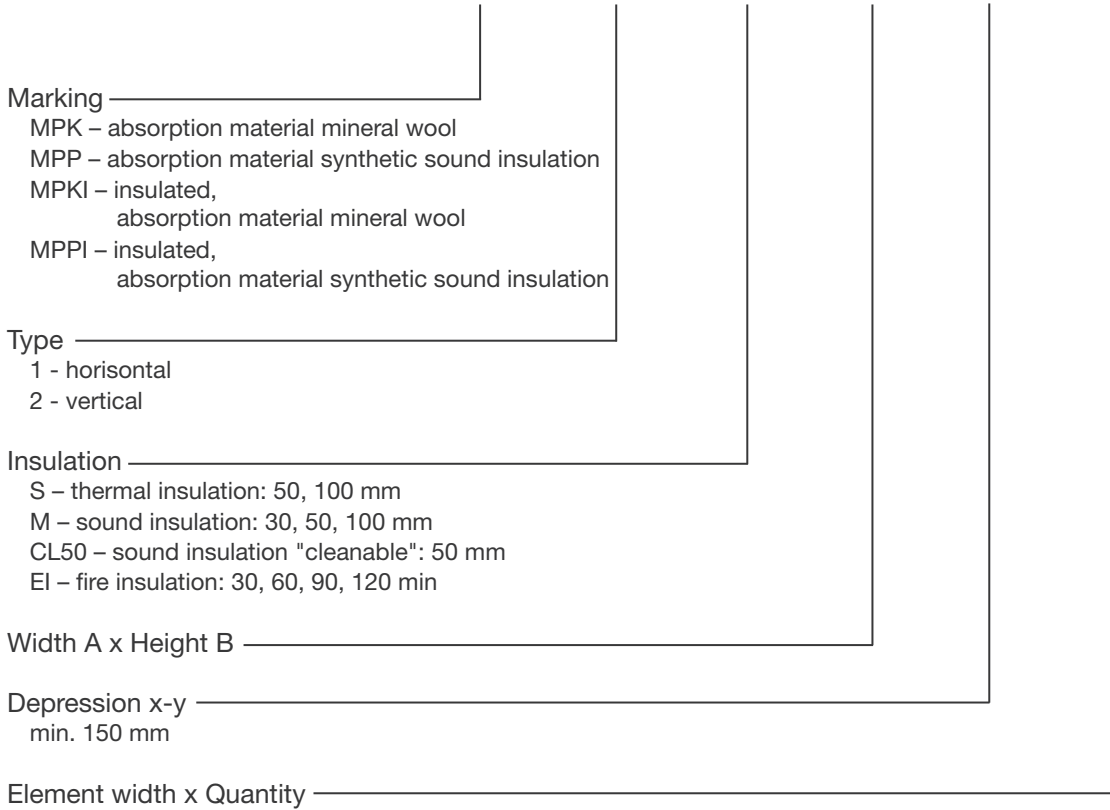 Marking
MPK – absorption material mineral wool
MPP – absorption material synthetic sound insulation
MPKI – insulated,
absorption material mineral wool
MPPI – insulated,
absorption material synthetic sound insulation
Type
1 - horisontal
2 - vertical
Insulation
S – thermal insulation: 50, 100 mm
M – sound insulation: 30, 50, 100 mm
CL50 – sound insulation "cleanable": 50 mm
EI – fire insulation: 30, 60, 90, 120 min
Width A x Height B
Depression x-y
min. 150 mm
Element width x Quantity